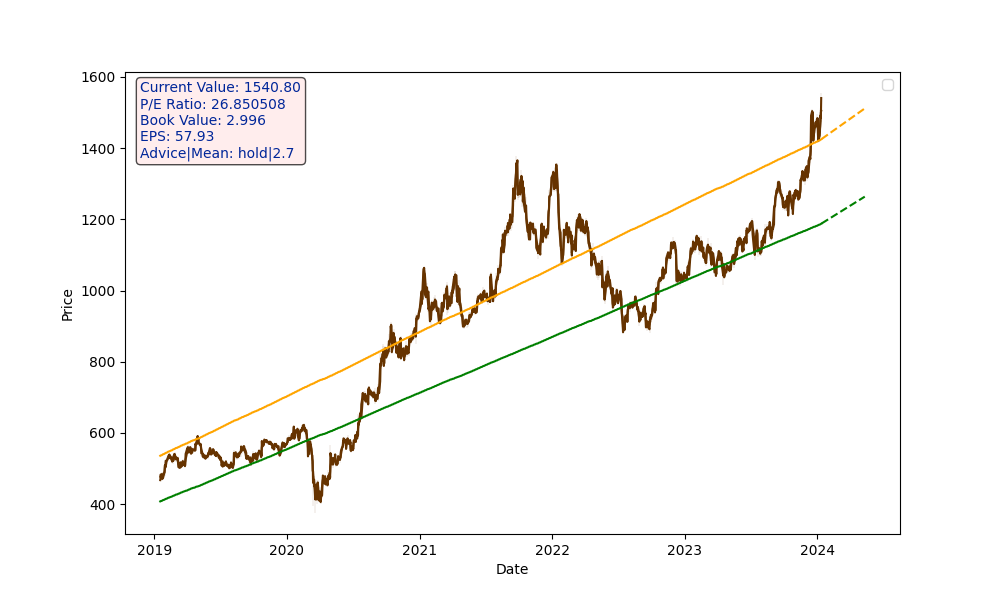 Current Value: 1540.80
P/E Ratio: 26.850508
Book Value: 2.996
EPS: 57.93
Advice|Mean: hold|2.7
1600
1400
1200
1000
800
600
400
Price
2019 2020 2021 2022 2023 2024
Date